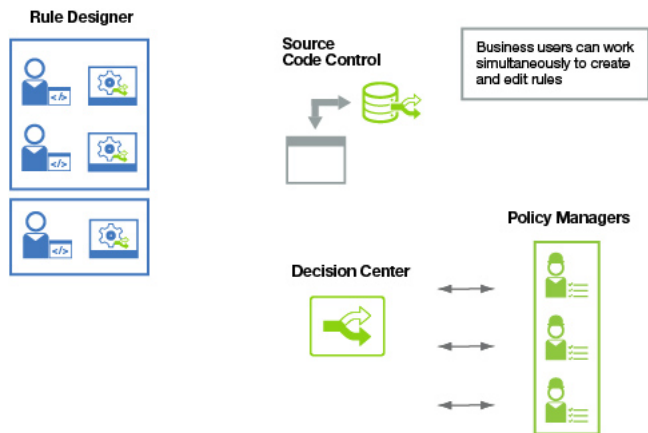 Rule Designer
</>
</>
</>
Source
Code Control
Business users can work
simultaneously to create
and edit rules
Decision Center
Policy Managers